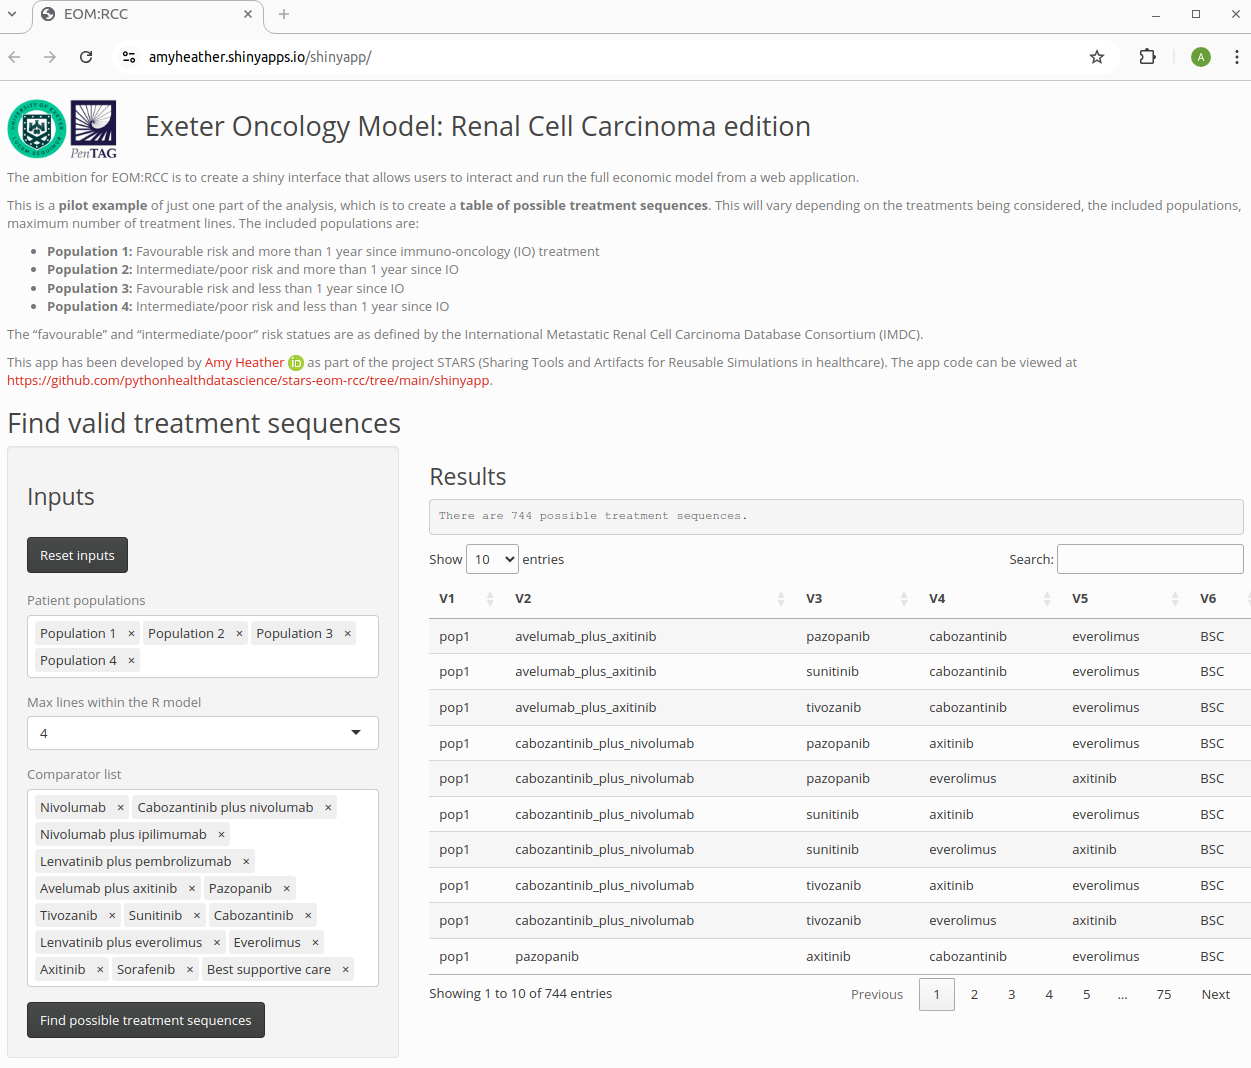 EOM:RCC
amyheather.shinyapps.io/shinyapp/
A
UNIVERSITY OF EXETER
LUCEM SEQUIMUR
PenTAG
Exeter Oncology Model: Renal Cell Carcinoma edition
The ambition for EOM:RCC is to create a shiny interface that allows users to interact and run the full economic model from a web application.
This is a pilot example of just one part of the analysis, which is to create a table of possible treatment sequences. This will vary depending on the treatments being considered, the included populations,
maximum number of treatment lines. The included populations are:
• Population 1: Favourable risk and more than 1 year since immuno-oncology (IO) treatment
• Population 2: Intermediate/poor risk and more than 1 year since IO
• Population 3: Favourable risk and less than 1 year since IO
• Population 4: Intermediate/poor risk and less than 1 year since IO
The “favourable” and “intermediate/poor” risk statues are as defined by the International Metastatic Renal Cell Carcinoma Database Consortium (IMDC).
This app has been developed by Amy Heather iD as part of the project STARS (Sharing Tools and Artifacts for Reusable Simulations in healthcare). The app code can be viewed at
https://github.com/pythonhealthdatascience/stars-eom-rcc/tree/main/shinyapp.
Find valid treatment sequences
Inputs
Reset inputs
Patient populations
Population 1 × Population 2 × Population 3 ×
Population 4 ×
Max lines within the R model
4
Comparator list
Nivolumab × Cabozantinib plus nivolumab ×
Nivolumab plus ipilimumab ×
Lenvatinib plus pembrolizumab ×
Avelumab plus axitinib × Pazopanib ×
Tivozanib × Sunitinib × Cabozantinib ×
Lenvatinib plus everolimus × Everolimus ×
Axitinib × Sorafenib × Best supportive care ×
Find possible treatment sequences
Results
There are 744 possible treatment sequences.
Show 10 entries Search:
V1 V2 V3 V4 V5 V6
pop1 avelumab_plus_axitinib pazopanib cabozantinib everolimus BSC
pop1 avelumab_plus_axitinib sunitinib cabozantinib everolimus BSC
pop1 avelumab_plus_axitinib tivozanib cabozantinib everolimus BSC
pop1 cabozantinib_plus_nivolumab pazopanib axitinib everolimus BSC
pop1 cabozantinib_plus_nivolumab pazopanib everolimus axitinib BSC
pop1 cabozantinib_plus_nivolumab sunitinib axitinib everolimus BSC
pop1 cabozantinib_plus_nivolumab sunitinib everolimus axitinib BSC
pop1 cabozantinib_plus_nivolumab tivozanib axitinib everolimus BSC
pop1 cabozantinib_plus_nivolumab tivozanib everolimus axitinib BSC
pop1 pazopanib axitinib cabozantinib everolimus BSC
Showing 1 to 10 of 744 entries Previous 1 2 3 4 5 … 75 Next